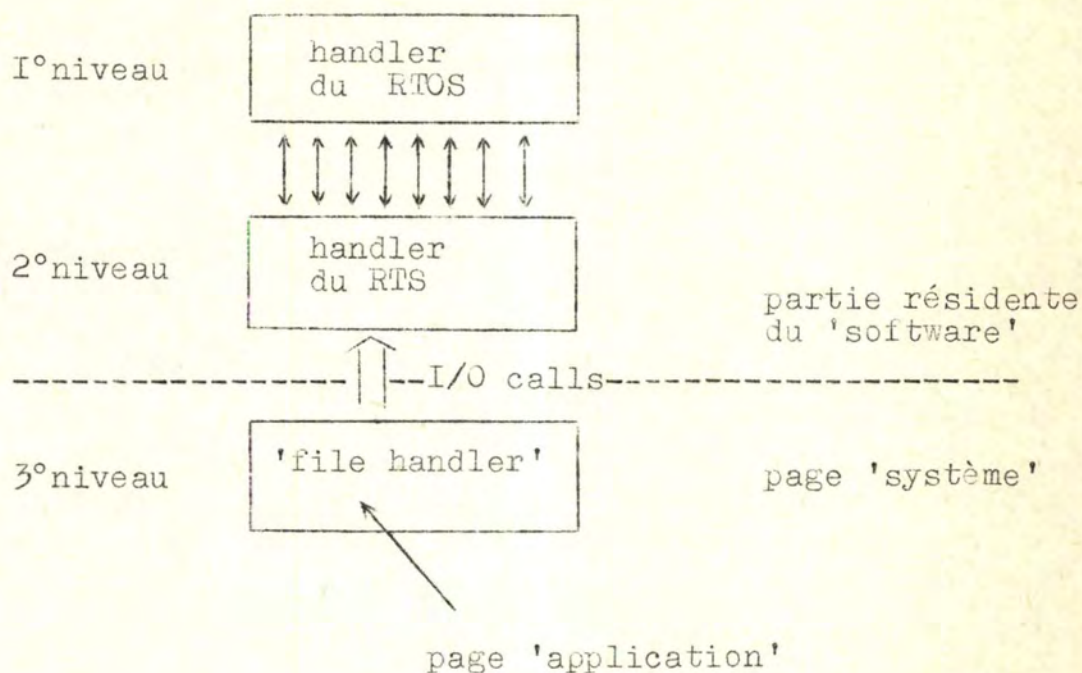 I°niveau
handler
du RTOS
2°niveau
handler
du RTS
partie résidente
du 'software'
I/O calls
3°niveau
'file handler'
page 'système'
page 'application'